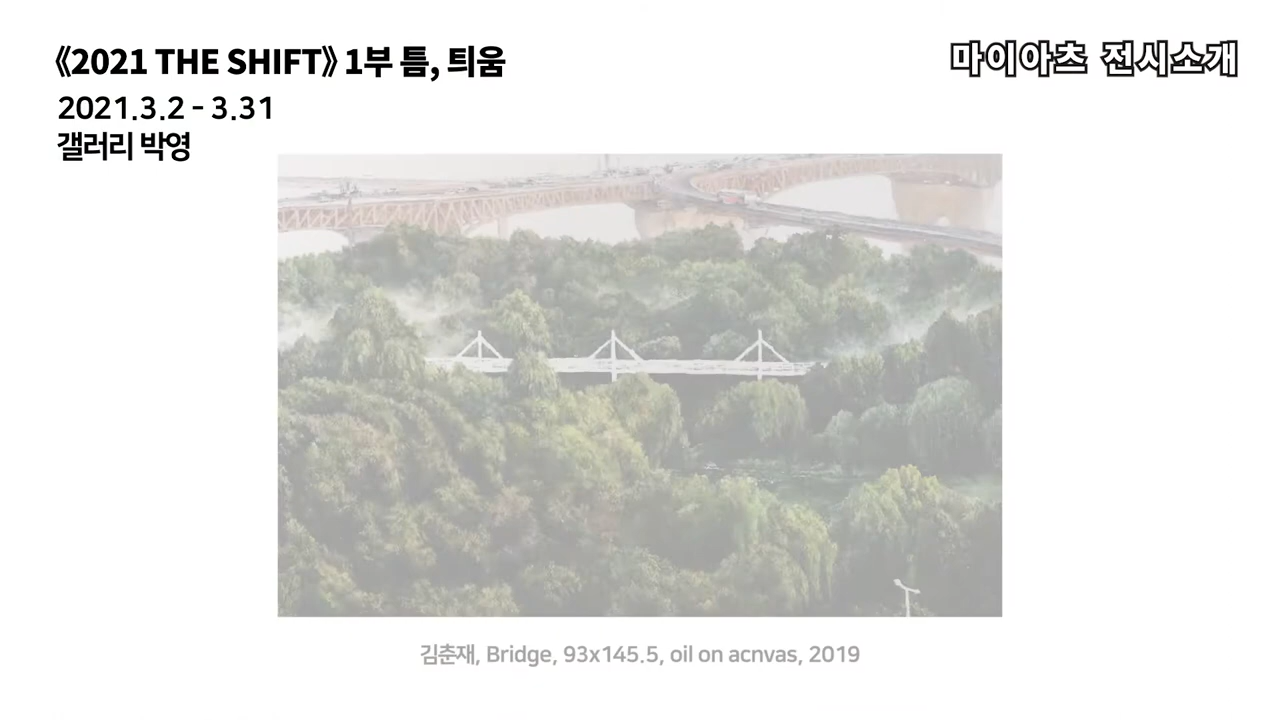 《2021 THE SHIFT》 1부 틈, 틔움
마이아츠 전시소개
2021.3.2 - 3.31
갤러리 박영
김춘재, Bridge, 93x145.5, oil on acnvas, 2019